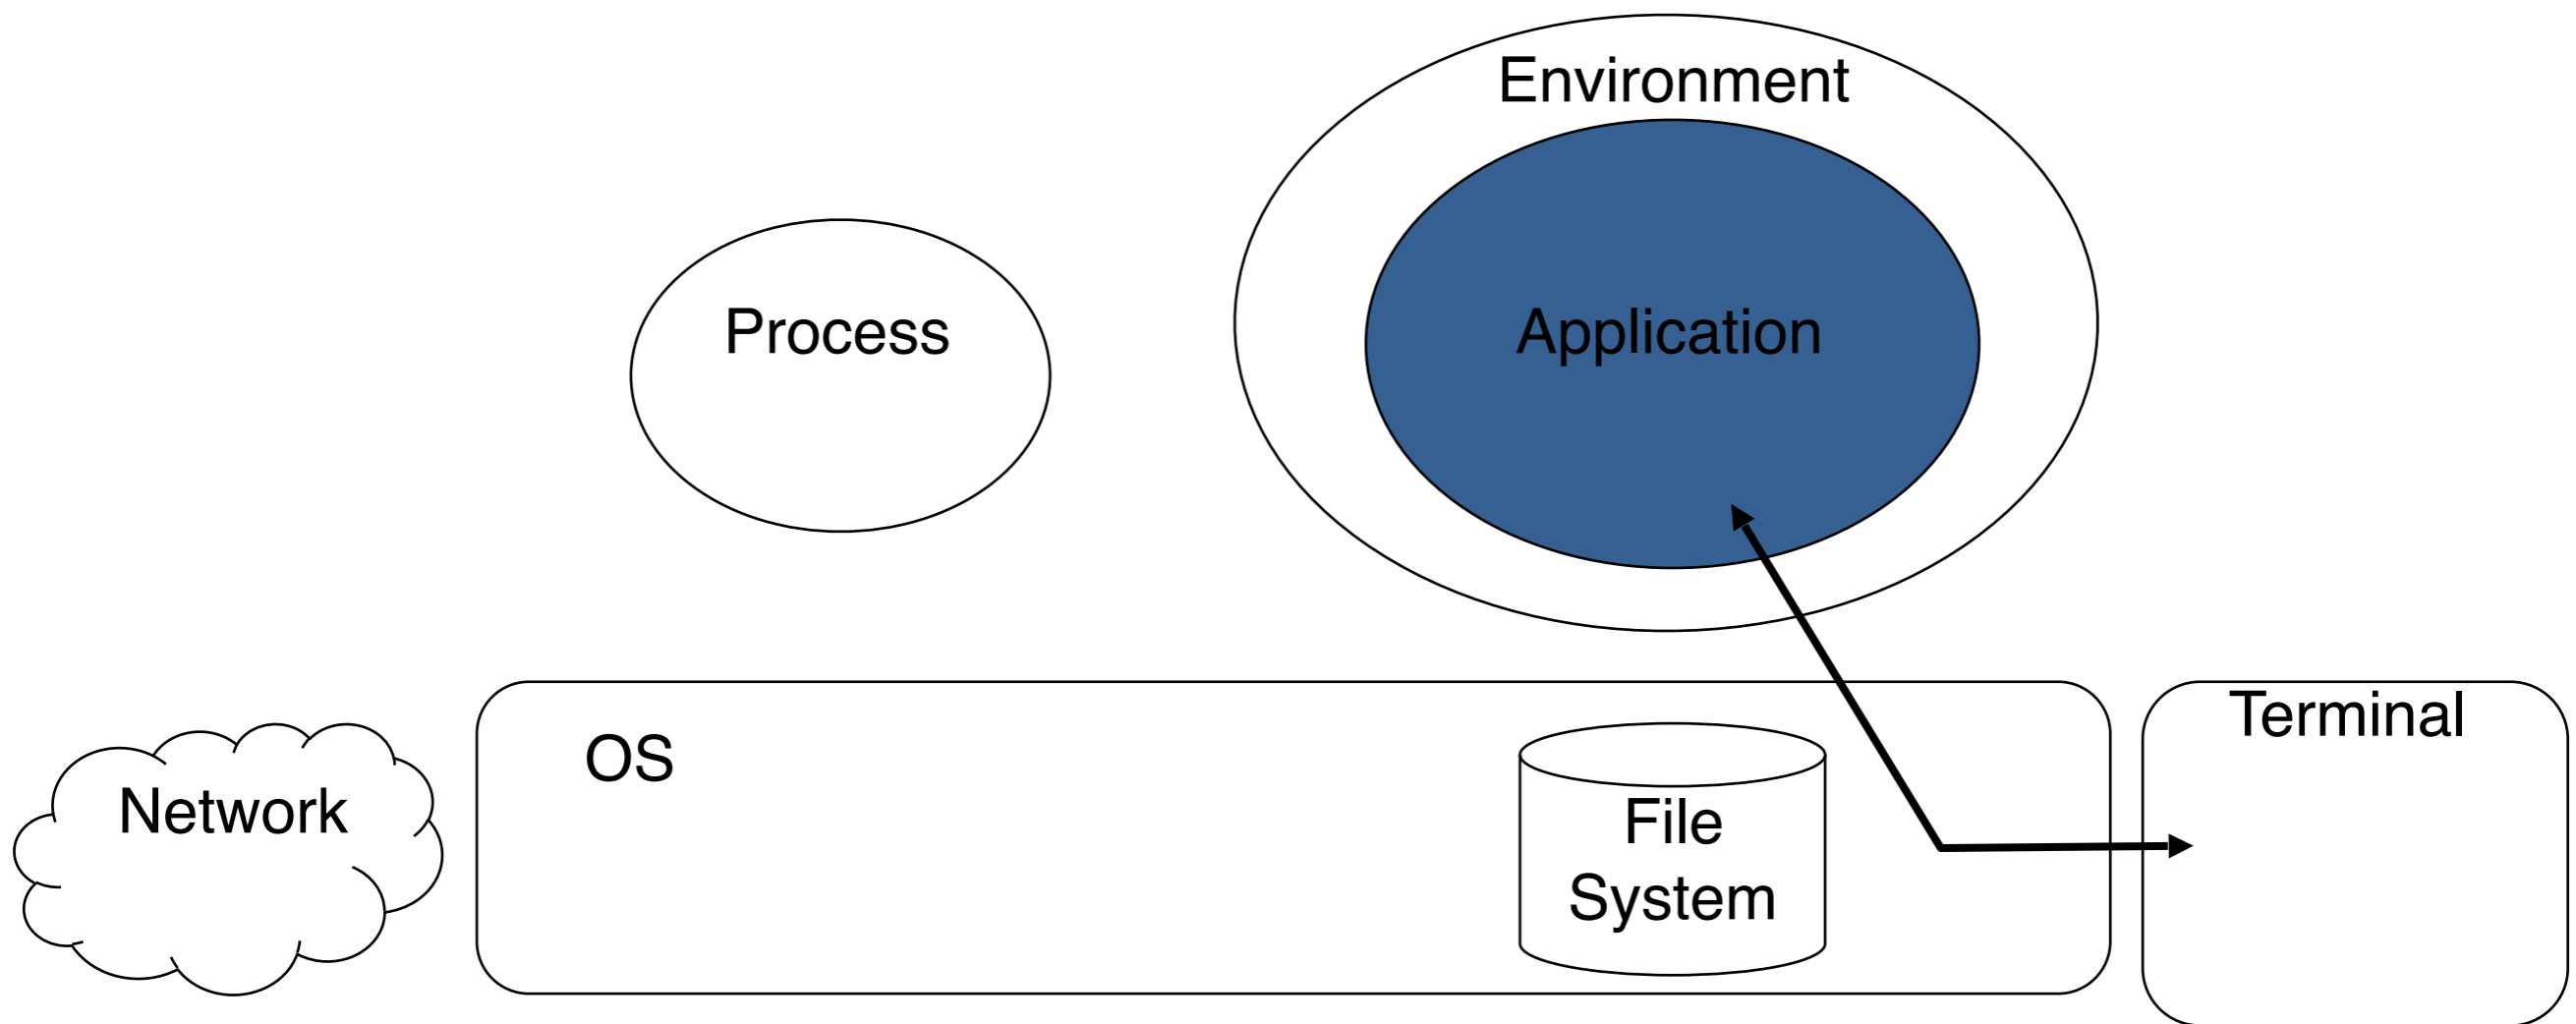 Environment
Process
Application
Network
OS
File
System
Terminal